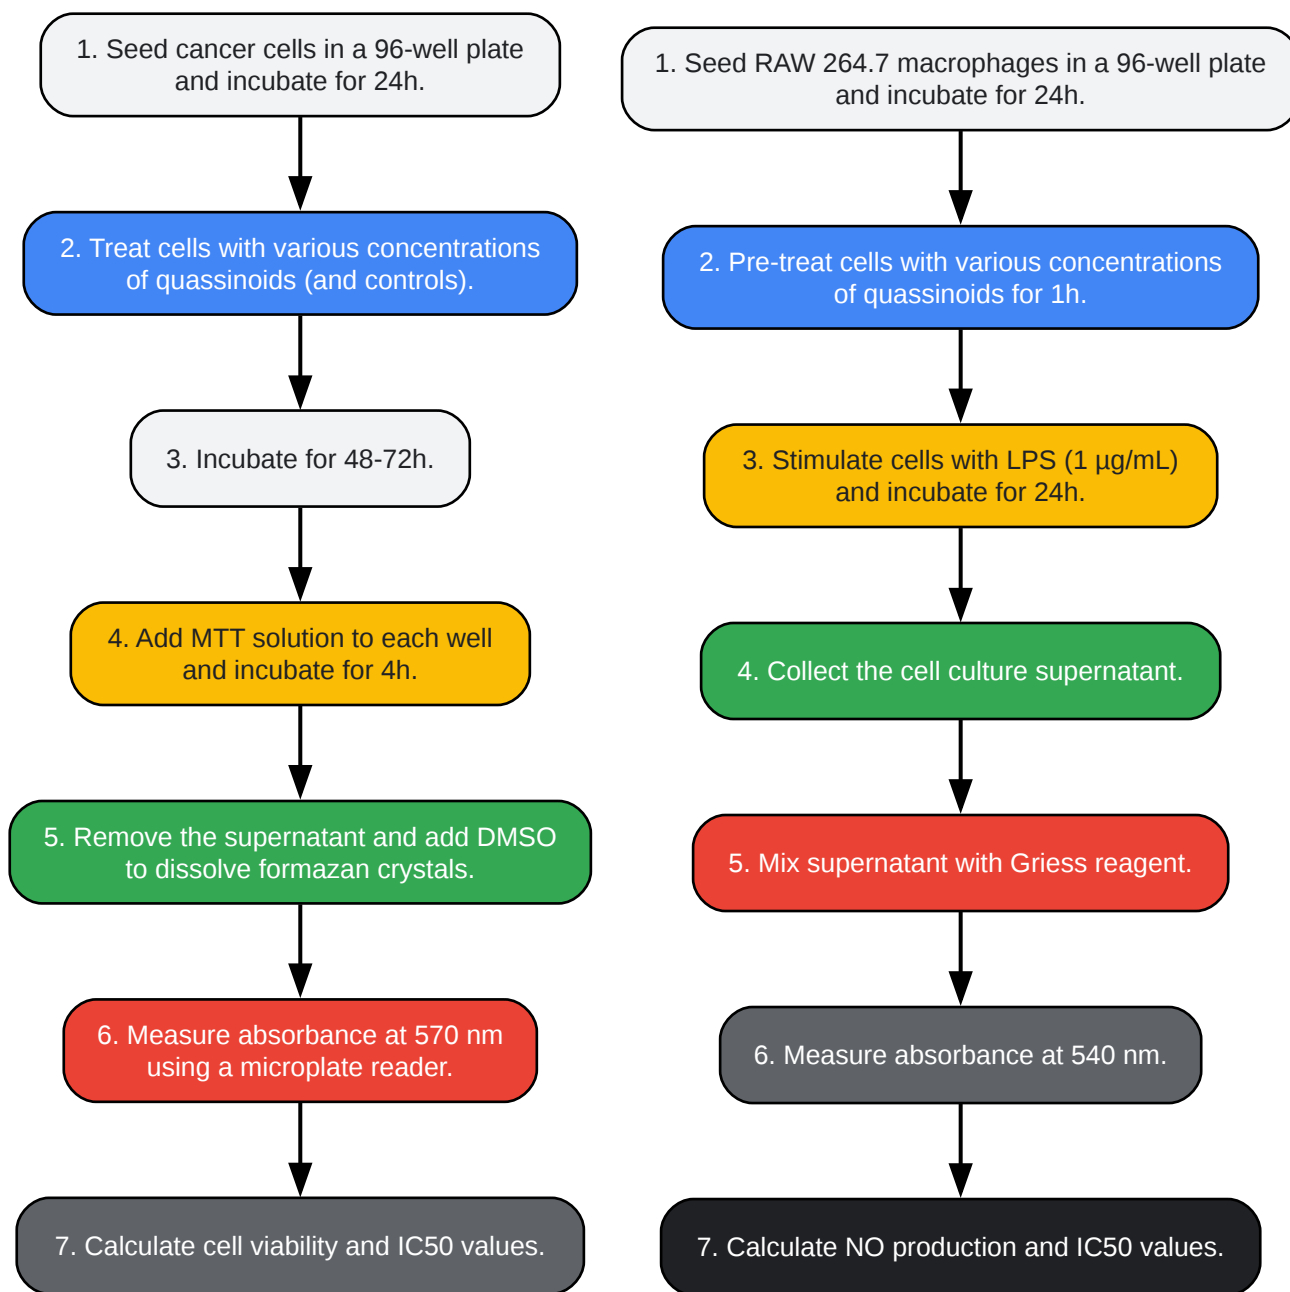 1. Seed cancer cells in a 96-well plate
and incubate for 24h.
2. Treat cells with various concentrations
of quassinoids (and controls).
3. Incubate for 48-72h.
4. Add MTT solution to each well
and incubate for 4h.
5. Remove the supernatant and add DMSO
to dissolve formazan crystals.
6. Measure absorbance at 570 nm
using a microplate reader.
7. Calculate cell viability and IC50 values.
1. Seed RAW 264.7 macrophages in a 96-well plate
and incubate for 24h.
2. Pre-treat cells with various concentrations
of quassinoids for 1h.
3. Stimulate cells with LPS (1 µg/mL)
and incubate for 24h.
4. Collect the cell culture supernatant.
5. Mix supernatant with Griess reagent.
6. Measure absorbance at 540 nm.
7. Calculate NO production and IC50 values.